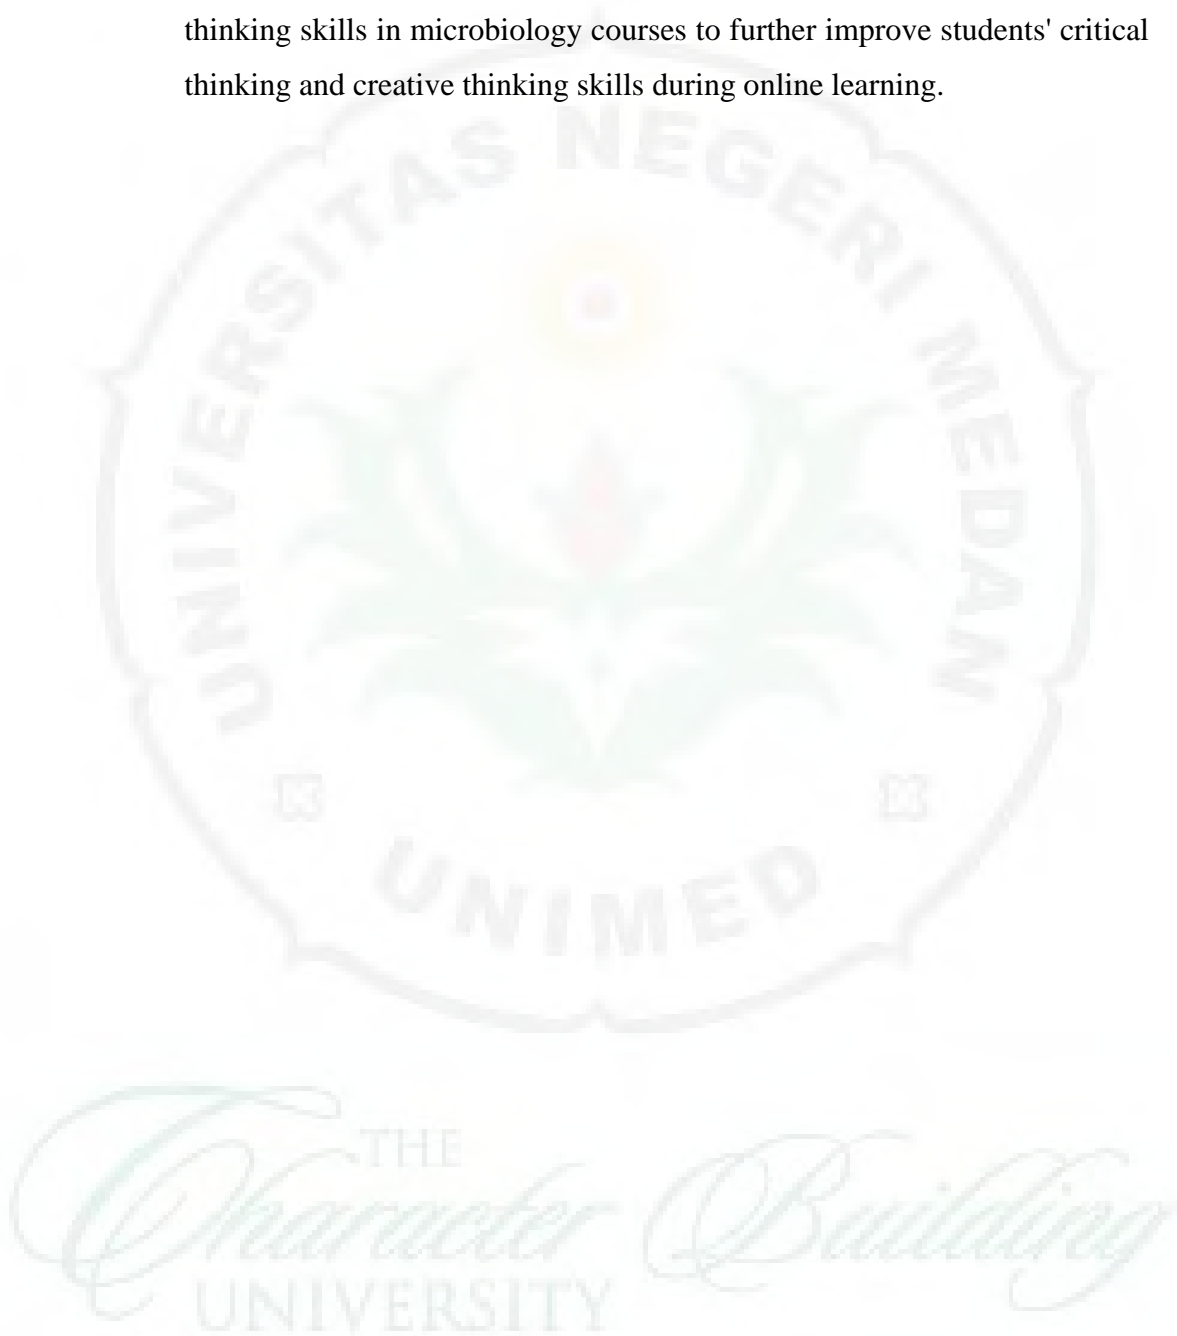 thinking skills in microbiology courses to further improve students' critical
thinking and creative thinking skills during online learning.
UNIVERSITAS NEGERI MEDAN
UNIMED
THE
Character Building
UNIVERSITY